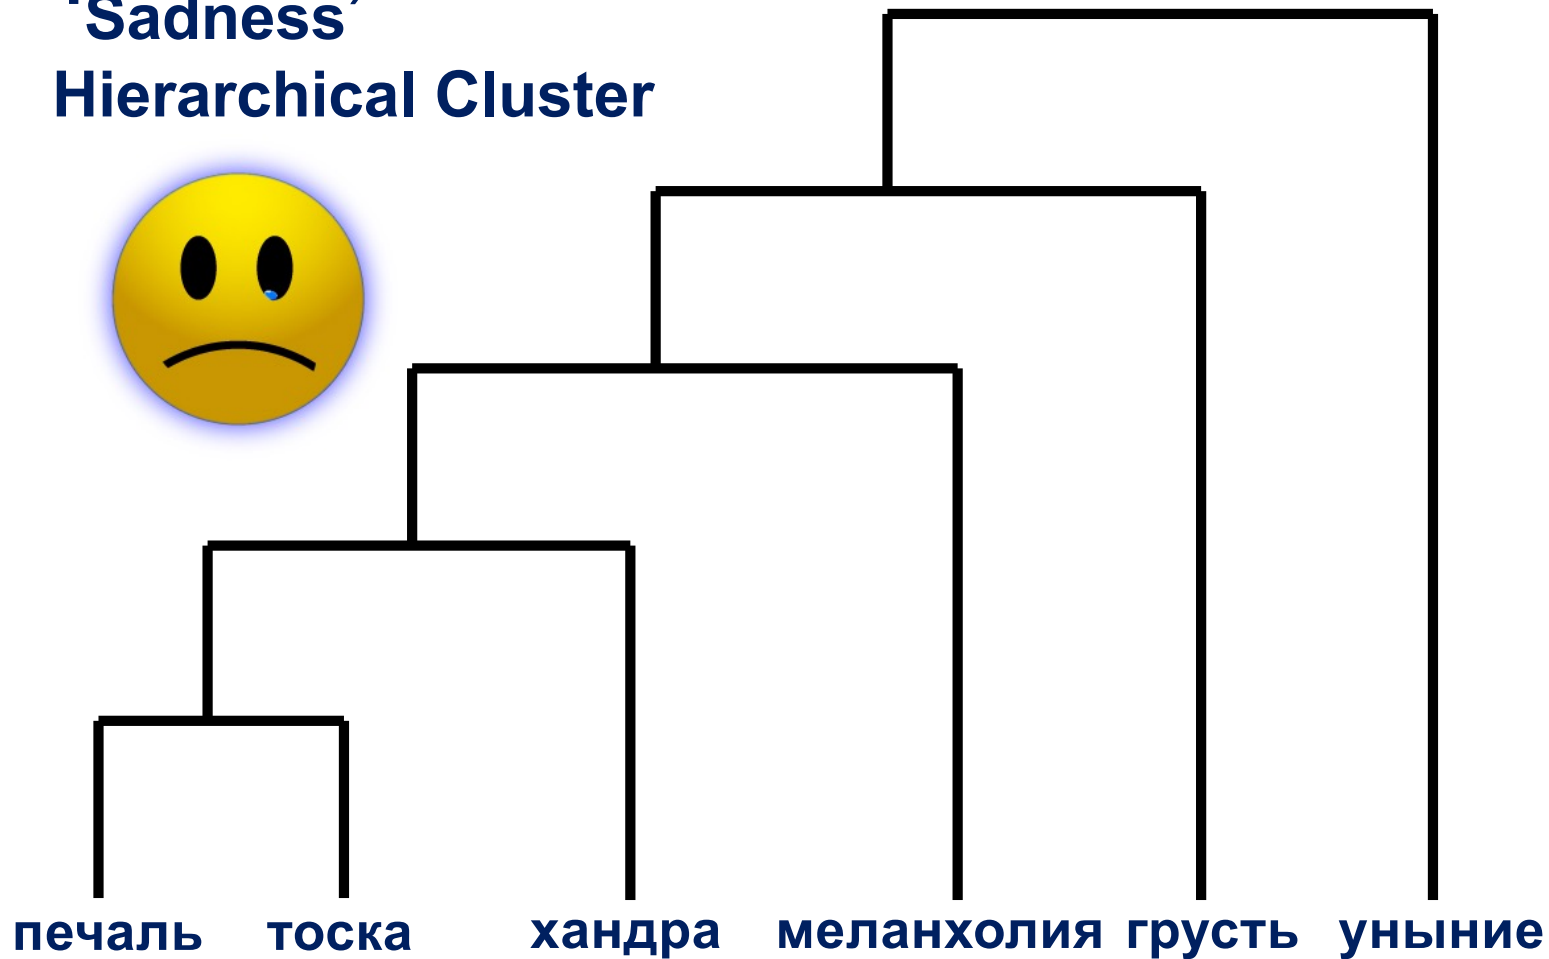 ‘Sadness’
Hierarchical Cluster
печаль тоска хандра меланхолия грусть уныние